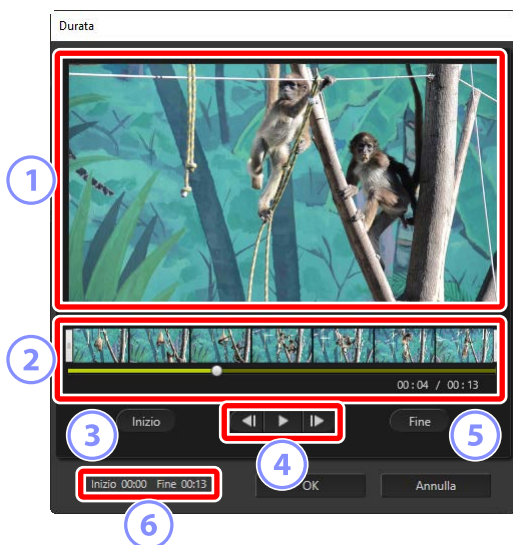 Durata
1
2
00:04 / 00:13
3
Inizio
4
Fine
5
Inizio 00:00 Fine 00:13
OK
Annulla
6